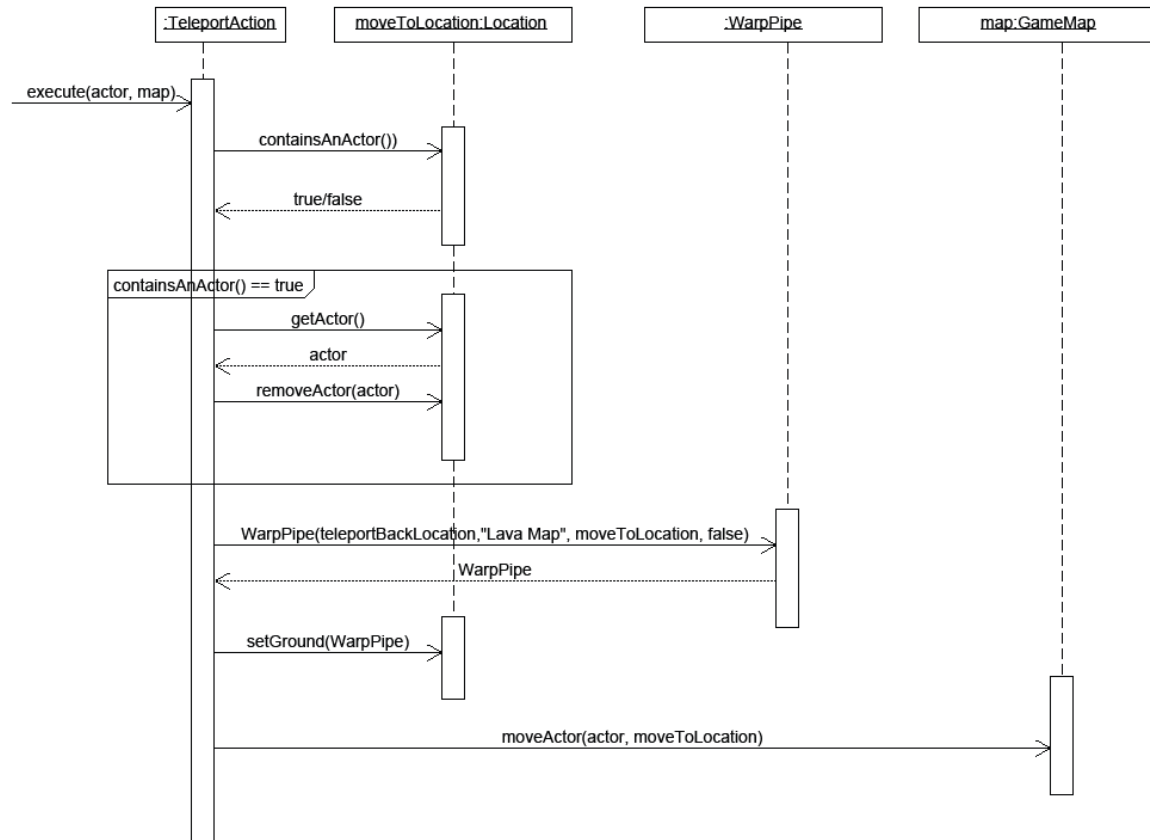 :TeleportAction
moveToLocation:Location
:WarpPipe
map:GameMap
execute(actor, map)
containsAnActor())
true/false
containsAnActor() == true
getActor()
actor
removeActor(actor)
WarpPipe(teleportBackLocation,"Lava Map", moveToLocation, false)
WarpPipe
setGround(WarpPipe)
moveActor(actor, moveToLocation)